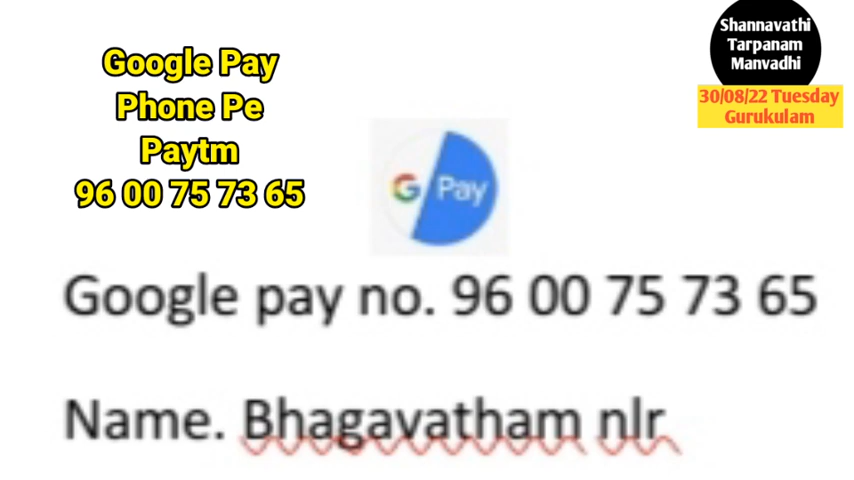 Google Pay
Phone Pe
Paytm
96 00 75 73 65
Shannavathi
Tarpanam
Manvadhi
30/08/22 Tuesday
Gurukulam
G Pay
Google pay no. 96 00 75 73 65
Name. Bhagavatham nlr